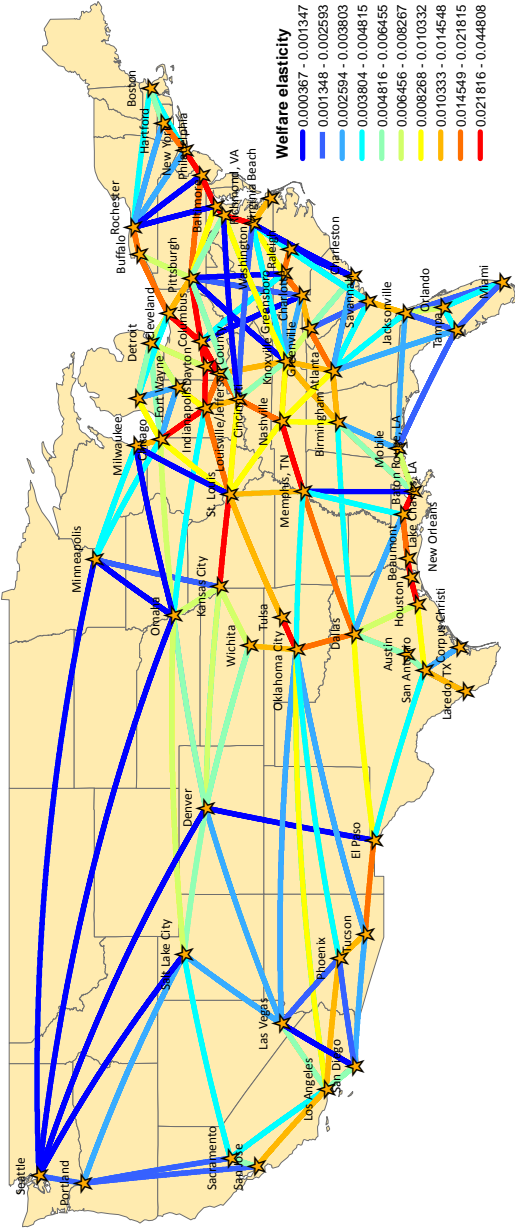 Seattle
Portland
Sacramento
San Jose
Los Angeles
San Diego
Las Vegas
Salt Lake City
Phoenix
Tucson
Denver
El Paso
Omaha
Minneapolis
Wichita
Kansas City
Oklahoma City
Tulsa
Dallas
Austin
San Antonio
Laredo, TX
Corpus Christi
Houston
Beaumont
Lake Charles, LA
Baton Rouge, LA
New Orleans
Mobile
Memphis, TN
St. Louis
Milwaukee
Chicago
Nashville
Birmingham
Atlanta
Louisville/Jefferson County
Indianapolis
Fort Wayne
Dayton
Cincinnati
Columbus
Detroit
Cleveland
Pittsburgh
Buffalo
Rochester
Knoxville
Greenville
Greensboro
Charlotte
Raleigh
Savannah
Charleston
Jacksonville
Orlando
Tampa
Miami
Washington
Richmond, VA
Virginia Beach
Baltimore
Philadelphia
New York
Hartford
Boston
Welfare elasticity
0.000367 - 0.001347
0.001348 - 0.002593
0.002594 - 0.003803
0.003804 - 0.004815
0.004816 - 0.006455
0.006456 - 0.008267
0.008268 - 0.010332
0.010333 - 0.014548
0.014549 - 0.021815
0.021816 - 0.044808